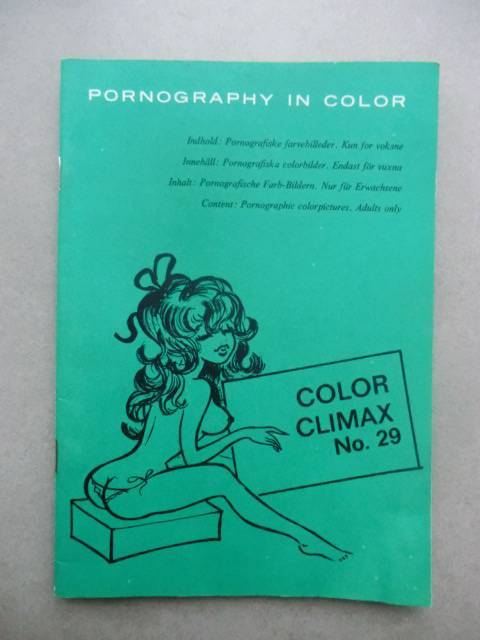 PORNOGRAPHY IN COLOR
Indhold: Pornografiske farvebilleder. Kun for voksne
Innehåll: Pornografiska colorbilder. Endast för vuxna
Inhalt: Pornografische Farb-Bildern. Nur für Erwachsene
Content: Pornographic colorpictures. Adults only
COLOR
CLIMAX
No. 29